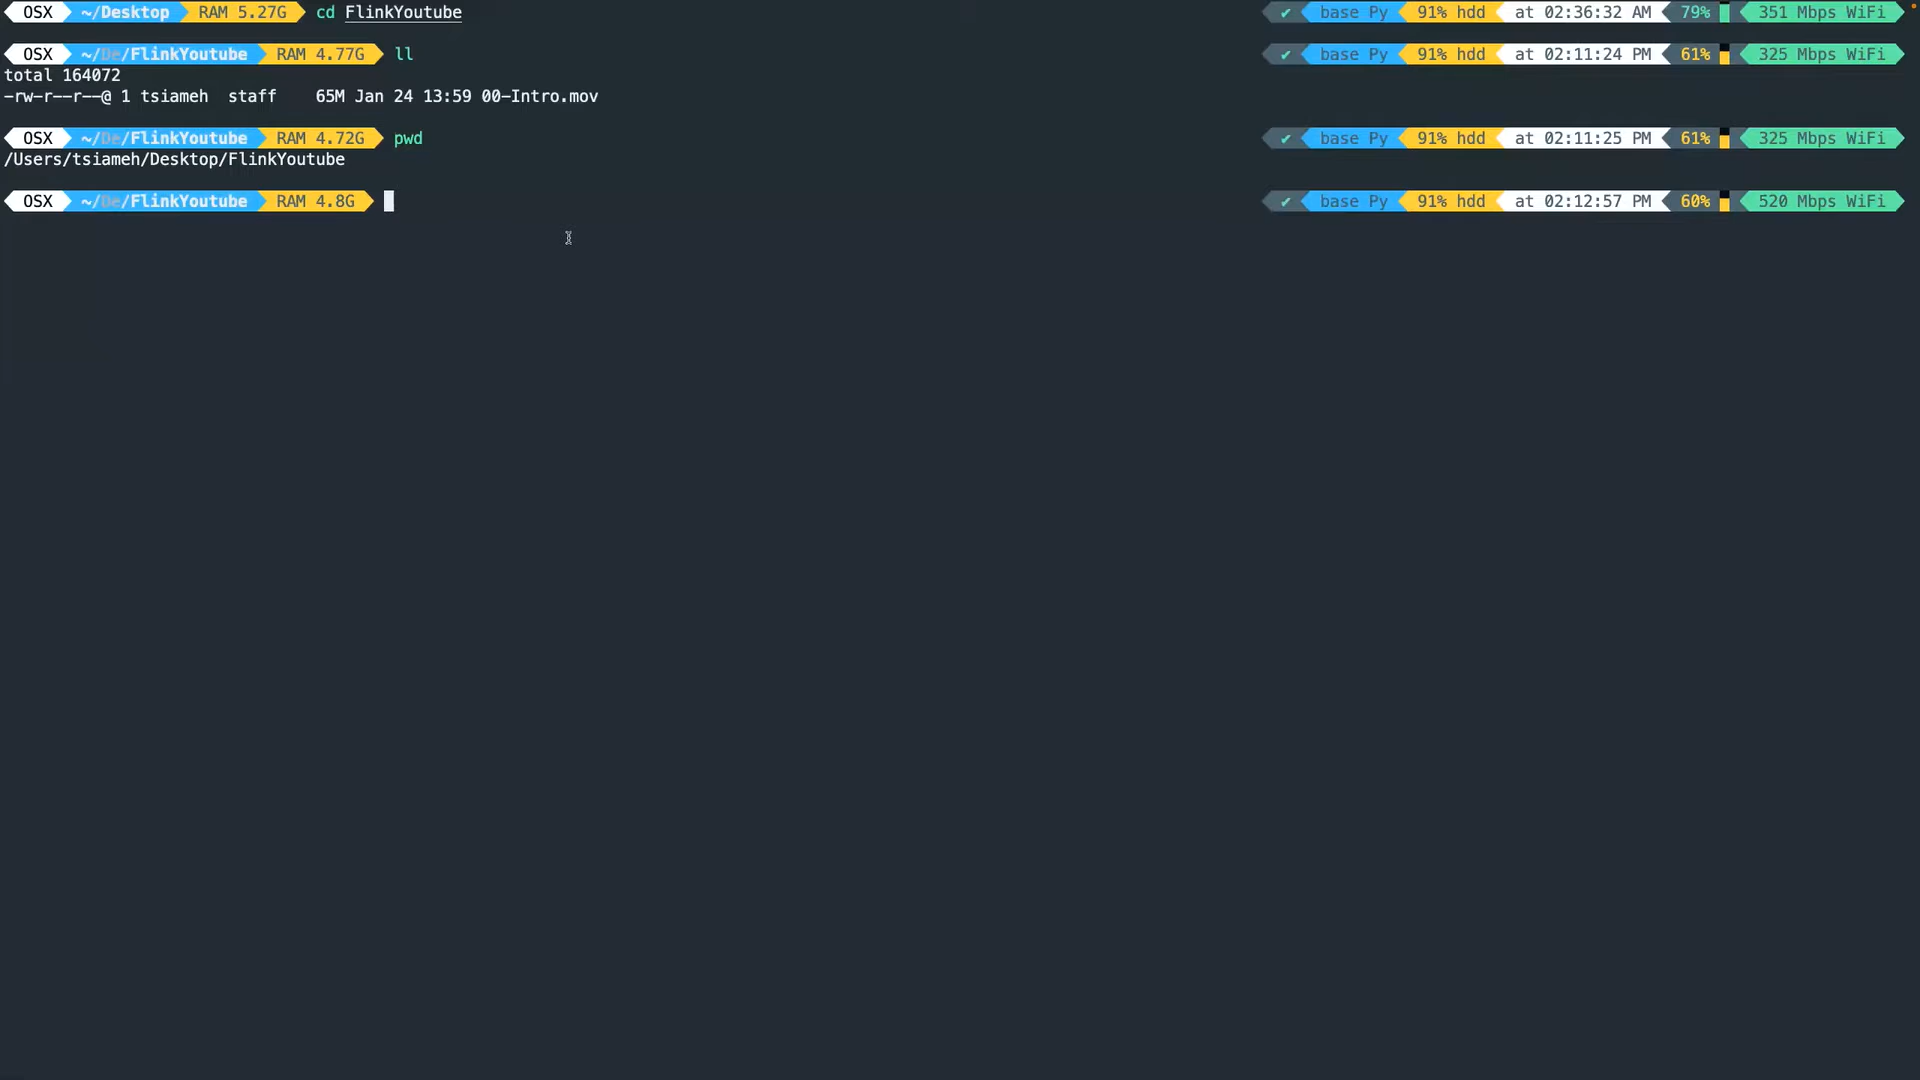 OSX ~/Desktop RAM 5.27G cd FlinkYoutube ✔ base Py 91% hdd at 02:36:32 AM 79% 351 Mbps WiFi
OSX ~/De/FlinkYoutube RAM 4.77G ll ✔ base Py 91% hdd at 02:11:24 PM 61% 325 Mbps WiFi
total 164072
-rw-r--r--@ 1 tsiameh  staff    65M Jan 24 13:59 00-Intro.mov
OSX ~/De/FlinkYoutube RAM 4.72G pwd ✔ base Py 91% hdd at 02:11:25 PM 61% 325 Mbps WiFi
/Users/tsiameh/Desktop/FlinkYoutube
OSX ~/De/FlinkYoutube RAM 4.8G ✔ base Py 91% hdd at 02:12:57 PM 60% 520 Mbps WiFi